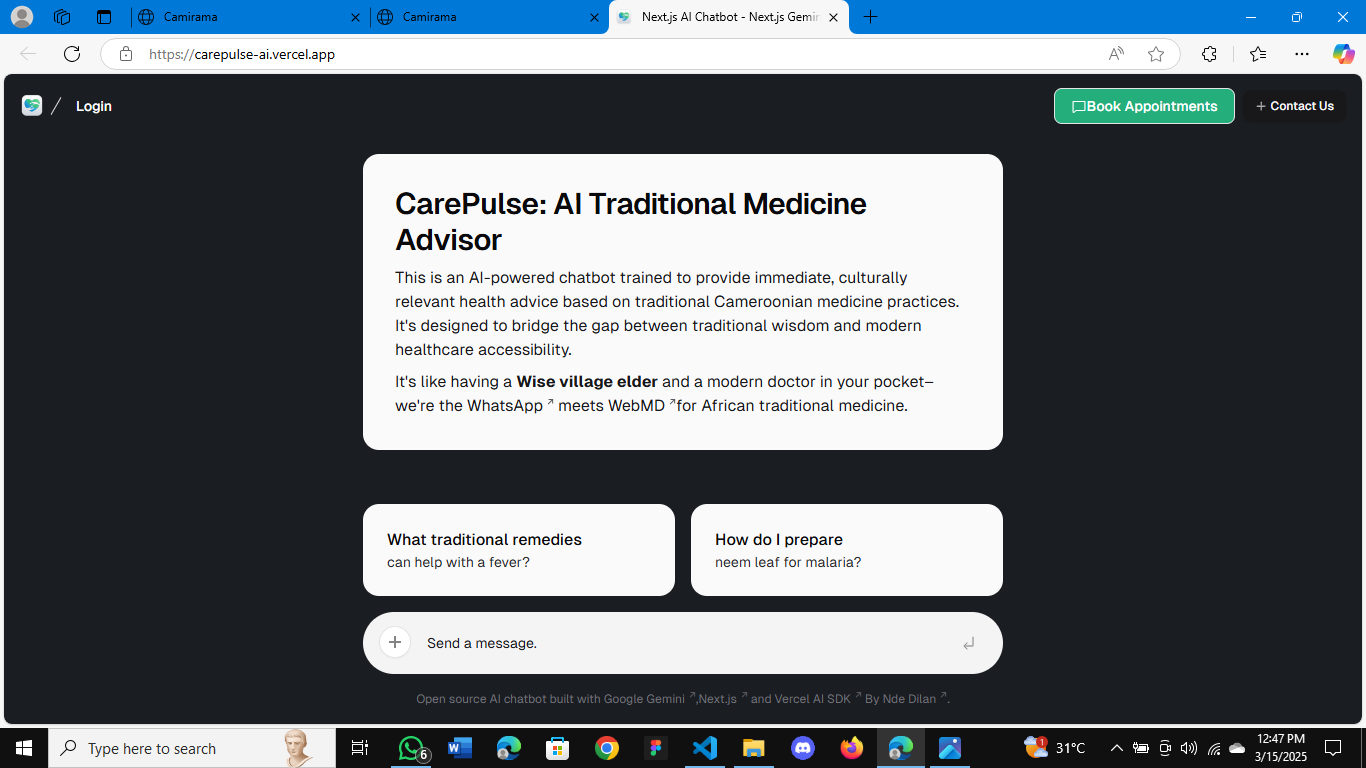 Camirama
Camirama
Next.js AI Chatbot - Next.js Gemin
https://carepulse-ai.vercel.app
/ Login
Book Appointments
+ Contact Us
CarePulse: AI Traditional Medicine
Advisor
This is an AI-powered chatbot trained to provide immediate, culturally
relevant health advice based on traditional Cameroonian medicine practices.
It's designed to bridge the gap between traditional wisdom and modern
healthcare accessibility.
It's like having a Wise village elder and a modern doctor in your pocket–
we're the WhatsApp meets WebMD for African traditional medicine.
What traditional remedies
can help with a fever?
How do I prepare
neem leaf for malaria?
Send a message.
Open source AI chatbot built with Google Gemini ,Next.js and Vercel AI SDK By Nde Dilan .
Type here to search
6
1
31°C
12:47 PM
3/15/2025